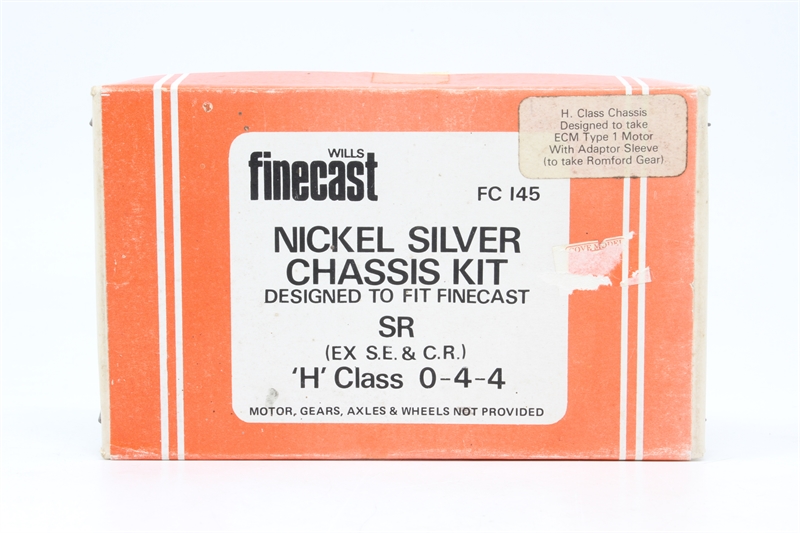 H. Class Chassis
Designed to take
ECM Type 1 Motor
With Adaptor Sleeve
(to take Romford Gear)
WILLS
finecast
FC 145
NICKEL SILVER
CHASSIS KIT
DESIGNED TO FIT FINECAST
SR
(EX S.E. & C.R.)
'H' Class 0-4-4
MOTOR, GEARS, AXLES & WHEELS NOT PROVIDED